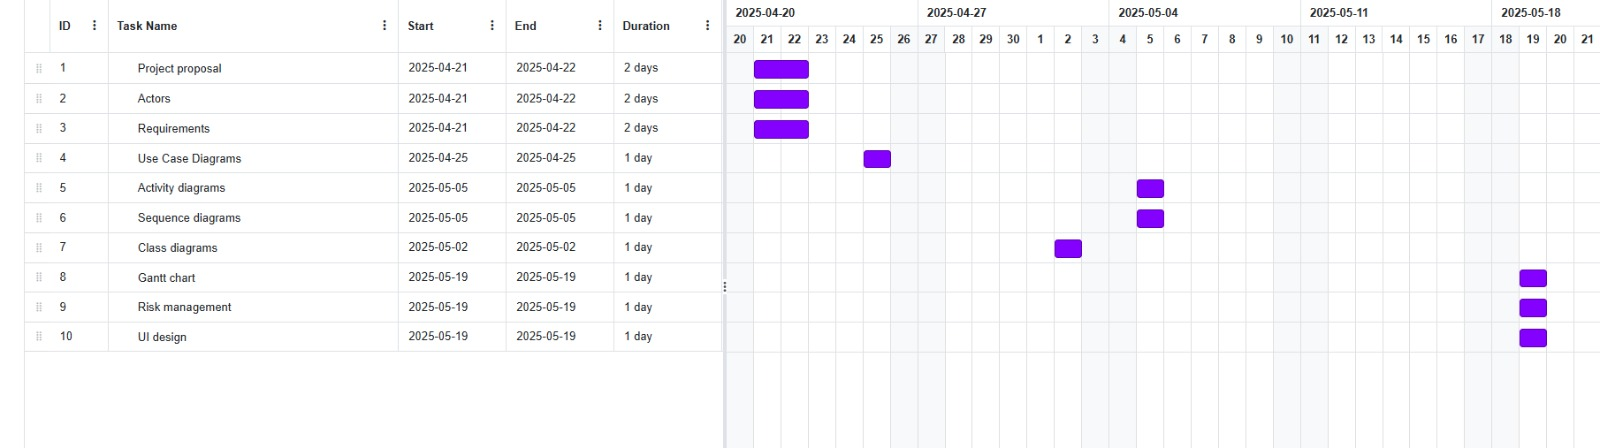 2025-04-20 2025-04-27 2025-05-04 2025-05-11 2025-05-18
ID Task Name Start End Duration
20 21 22 23 24 25 26 27 28 29 30 1 2 3 4 5 6 7 8 9 10 11 12 13 14 15 16 17 18 19 20 21
1 Project proposal 2025-04-21 2025-04-22 2 days
2 Actors 2025-04-21 2025-04-22 2 days
3 Requirements 2025-04-21 2025-04-22 2 days
4 Use Case Diagrams 2025-04-25 2025-04-25 1 day
5 Activity diagrams 2025-05-05 2025-05-05 1 day
6 Sequence diagrams 2025-05-05 2025-05-05 1 day
7 Class diagrams 2025-05-02 2025-05-02 1 day
8 Gantt chart 2025-05-19 2025-05-19 1 day
9 Risk management 2025-05-19 2025-05-19 1 day
10 UI design 2025-05-19 2025-05-19 1 day